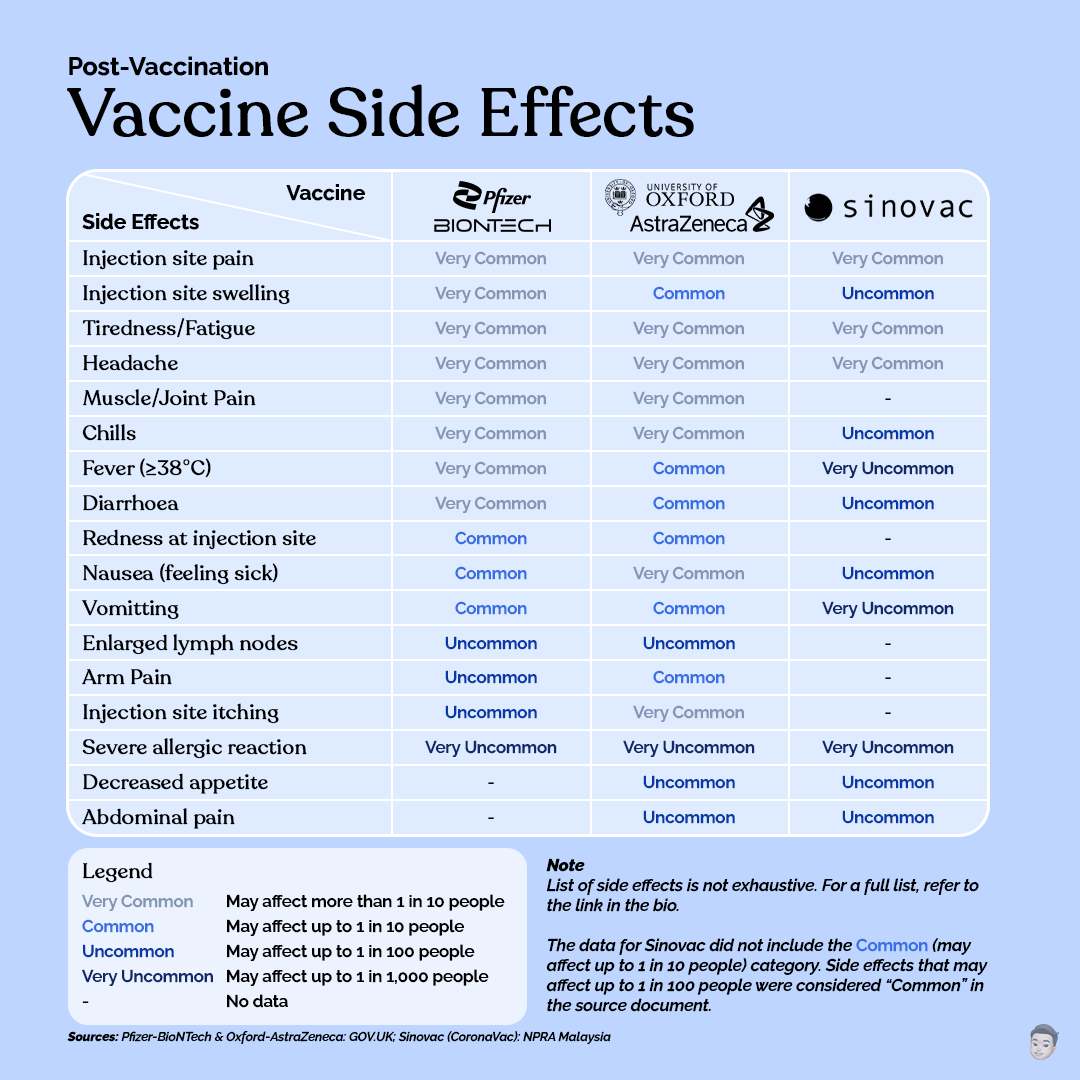 Post-Vaccination
Vaccine Side Effects
Vaccine
Side Effects
Pfizer
BIONTECH
UNIVERSITY OF
OXFORD
AstraZeneca
sinovac
Injection site pain Very Common Very Common Very Common
Injection site swelling Very Common Common Uncommon
Tiredness/Fatigue Very Common Very Common Very Common
Headache Very Common Very Common Very Common
Muscle/Joint Pain Very Common Very Common -
Chills Very Common Very Common Uncommon
Fever (≥38°C) Very Common Common Very Uncommon
Diarrhoea Very Common Common Uncommon
Redness at injection site Common Common -
Nausea (feeling sick) Common Very Common Uncommon
Vomitting Common Common Very Uncommon
Enlarged lymph nodes Uncommon Uncommon -
Arm Pain Uncommon Common -
Injection site itching Uncommon Very Common -
Severe allergic reaction Very Uncommon Very Uncommon Very Uncommon
Decreased appetite - Uncommon Uncommon
Abdominal pain - Uncommon Uncommon
Legend
Very Common May affect more than 1 in 10 people
Common May affect up to 1 in 10 people
Uncommon May affect up to 1 in 100 people
Very Uncommon May affect up to 1 in 1,000 people
- No data
Note
List of side effects is not exhaustive. For a full list, refer to
the link in the bio.
The data for Sinovac did not include the Common (may
affect up to 1 in 10 people) category. Side effects that may
affect up to 1 in 100 people were considered “Common” in
the source document.
Sources: Pfizer-BioNTech & Oxford-AstraZeneca: GOV.UK; Sinovac (CoronaVac): NPRA Malaysia